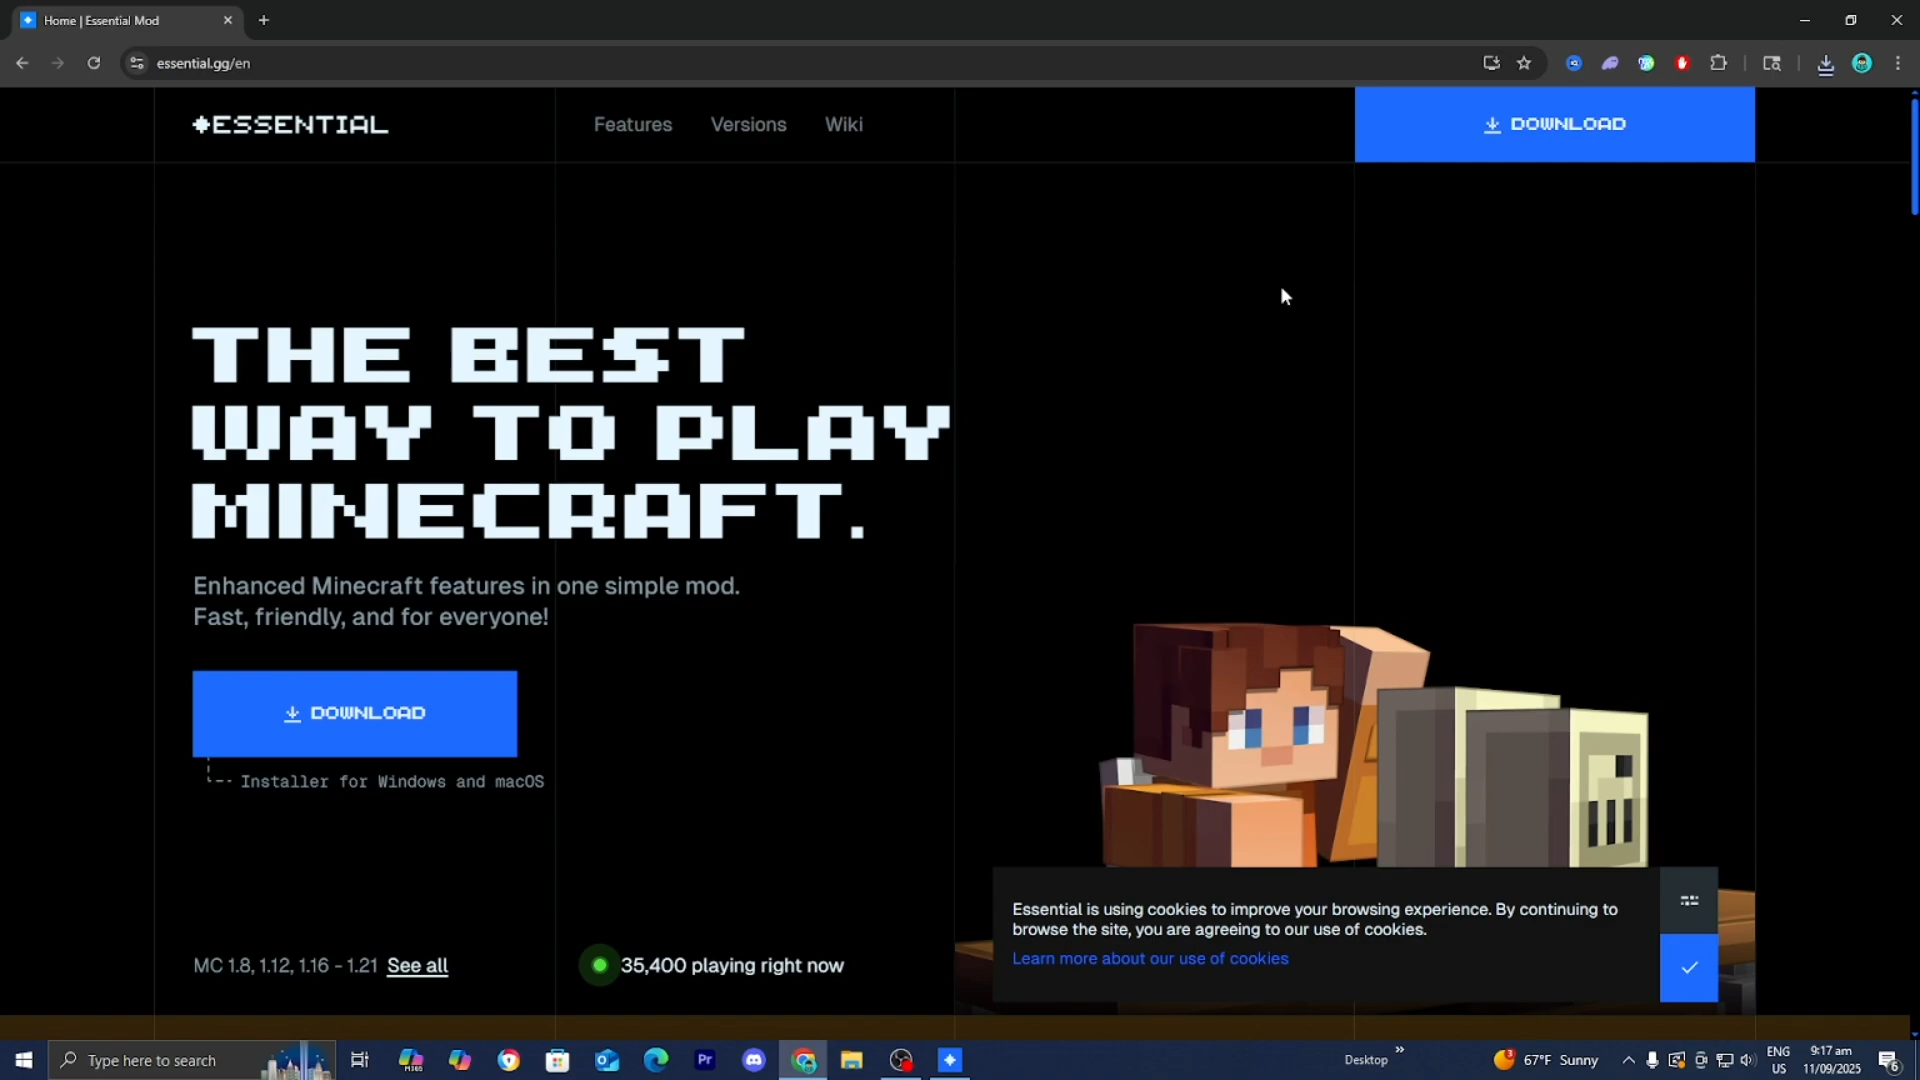 Home | Essential Mod
essential.gg/en
ESSENTIAL
Features
Versions
Wiki
DOWNLOAD
THE BEST
WAY TO PLAY
MINECRAFT.
Enhanced Minecraft features in one simple mod.
Fast, friendly, and for everyone!
DOWNLOAD
Installer for Windows and macOS
MC 1.8, 1.12, 1.16 - 1.21 See all
35,400 playing right now
Essential is using cookies to improve your browsing experience. By continuing to
browse the site, you are agreeing to our use of cookies.
Learn more about our use of cookies
Type here to search
M365
Pr
Desktop
3
67°F Sunny
ENG
US
9:17 am
11/09/2025
6